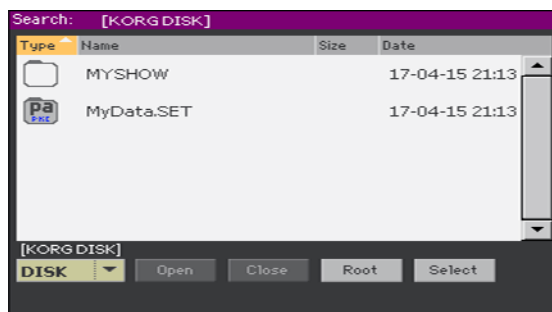 Search: [KORG DISK]
Type Name Size Date
MYSHOW 17-04-15 21:13
Pa PKG MyData.SET 17-04-15 21:13
[KORG DISK]
DISK Open Close Root Select